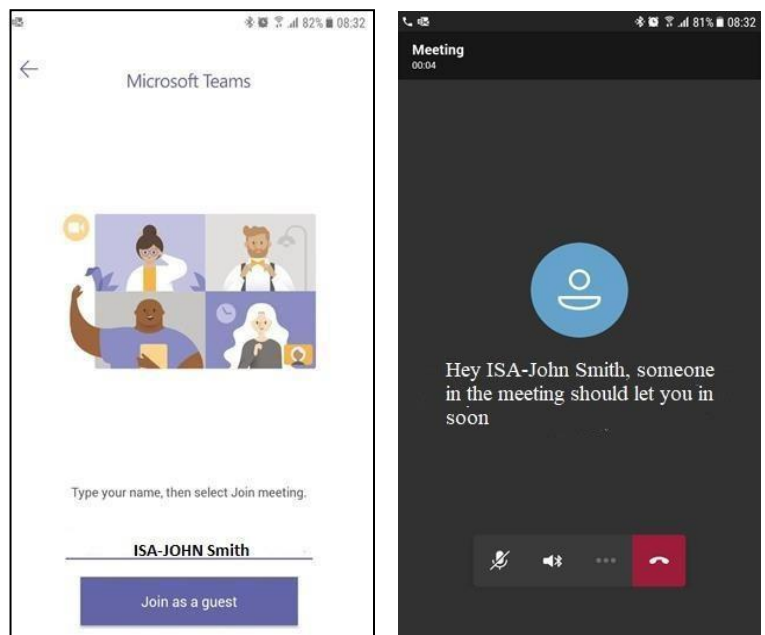 82% 08:32
Microsoft Teams
Type your name, then select Join meeting.
ISA-JOHN Smith
Join as a guest
81% 08:32
Meeting
00:04
Hey ISA-John Smith, someone
in the meeting should let you in
soon